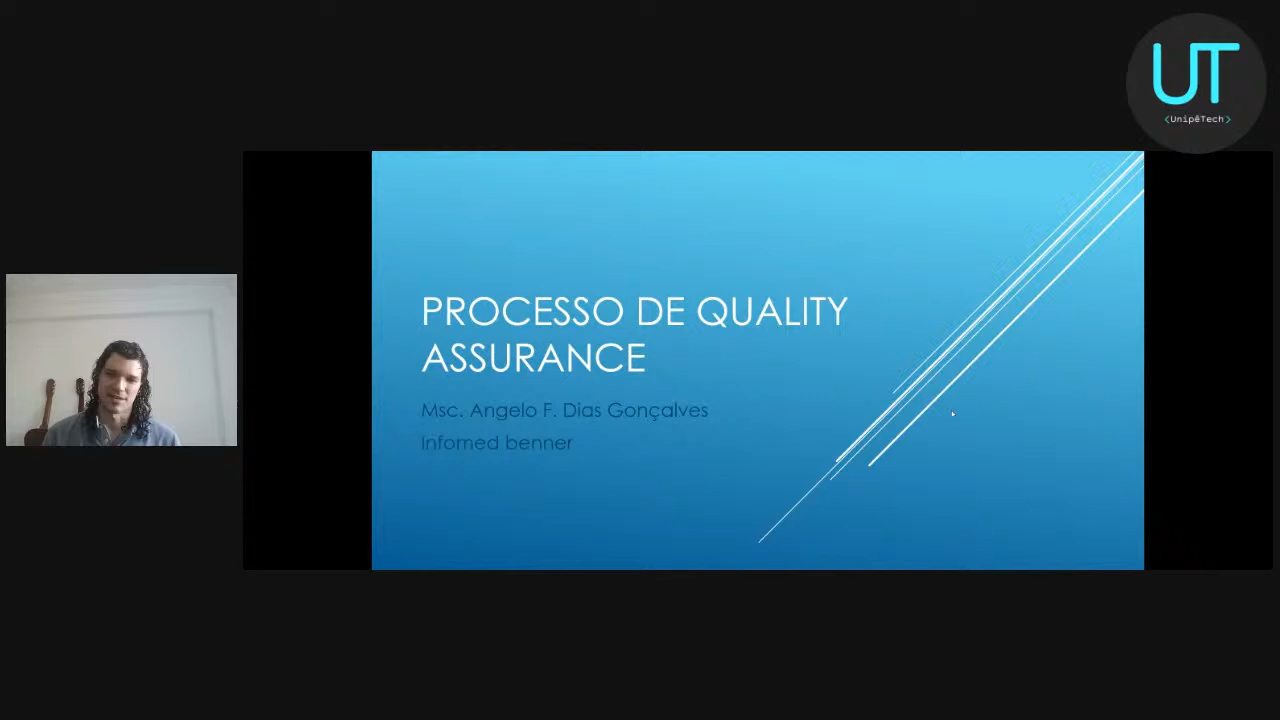 UT
<UnipêTech>
PROCESSO DE QUALITY
ASSURANCE
Msc. Angelo F. Dias Gonçalves
Infomed benner